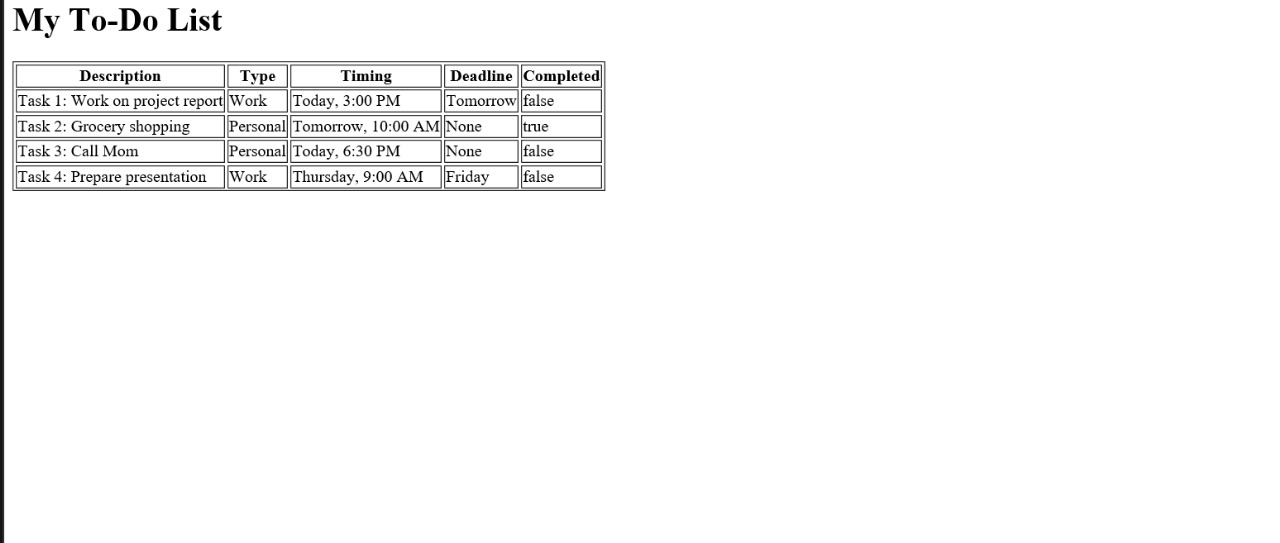 My To-Do List
Description Type Timing Deadline Completed
Task 1: Work on project report Work Today, 3:00 PM Tomorrow false
Task 2: Grocery shopping Personal Tomorrow, 10:00 AM None true
Task 3: Call Mom Personal Today, 6:30 PM None false
Task 4: Prepare presentation Work Thursday, 9:00 AM Friday false